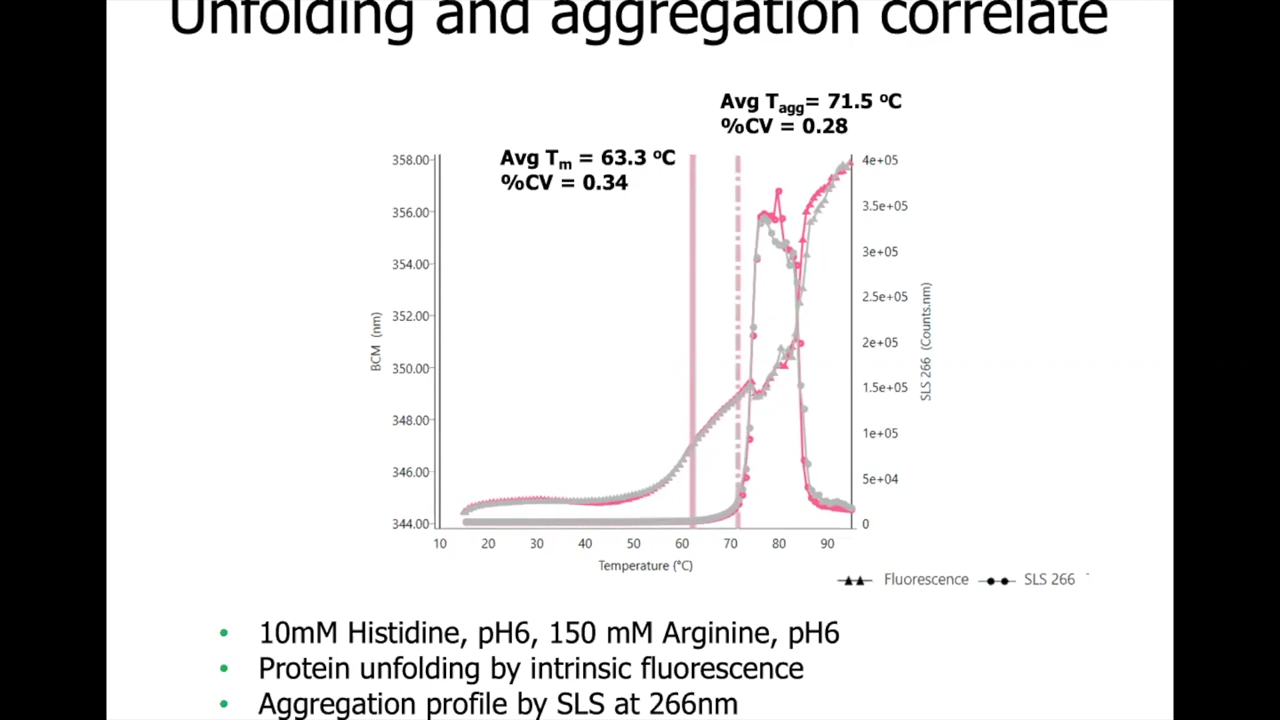 Unfolding and aggregation correlate
Avg Tagg= 71.5 ºC
%CV = 0.28
Avg Tm = 63.3 ºC
%CV = 0.34
358.00
356.00
354.00
352.00
350.00
348.00
346.00
344.00
BCM (nm)
4e+05
3.5e+05
3e+05
2.5e+05
2e+05
1.5e+05
1e+05
5e+04
0
SLS 266 (Counts.nm)
10 20 30 40 50 60 70 80 90
Temperature (°C)
Fluorescence SLS 266
• 10mM Histidine, pH6, 150 mM Arginine, pH6
• Protein unfolding by intrinsic fluorescence
• Aggregation profile by SLS at 266nm